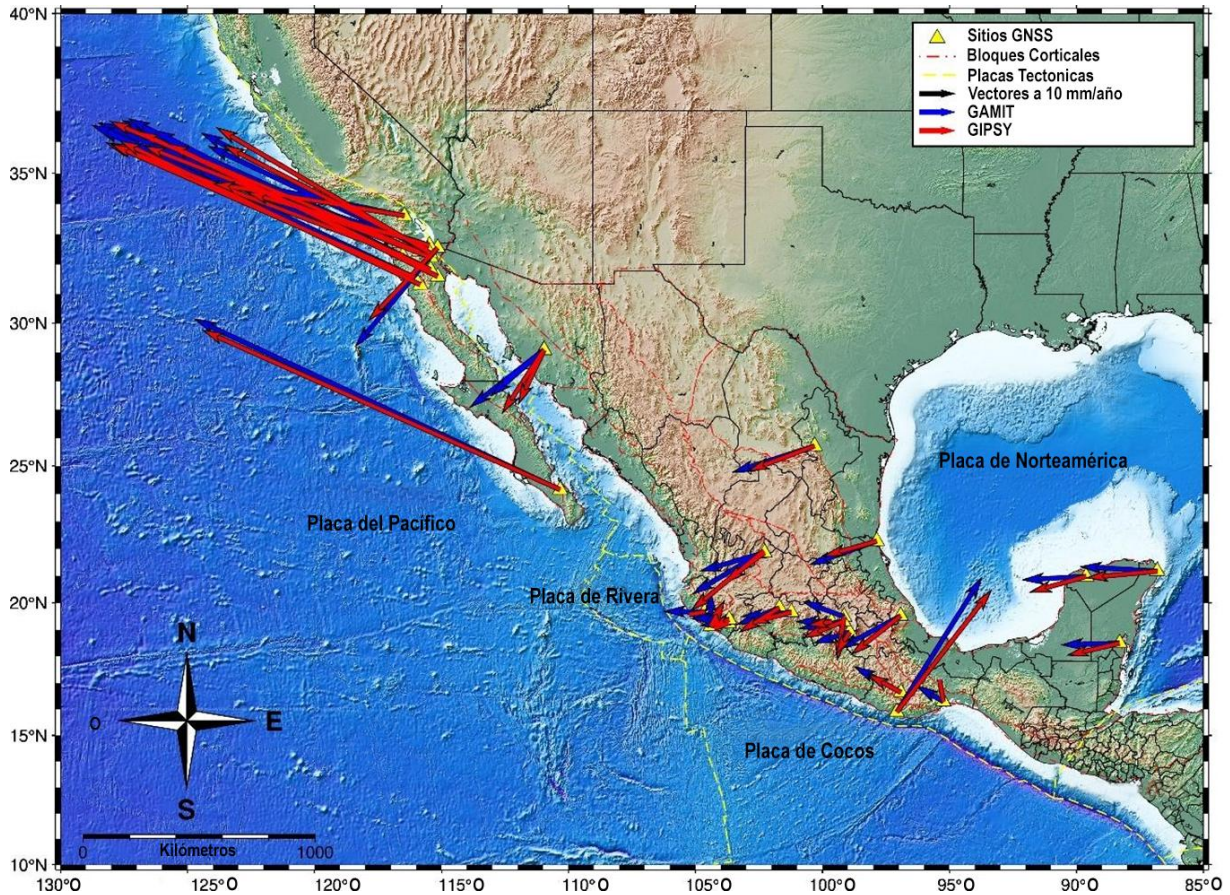 40°N
35°N
30°N
25°N
20°N
15°N
10°N
Sitios GNSS
Bloques Corticales
Placas Tectonicas
Vectores a 10 mm/año
GAMIT
GIPSY
Placa de Norteamérica
Placa del Pacífico
Placa de Rivera
Placa de Cocos
N
O
E
S
0
Kilómetros
1000
130°O
125°O
120°O
115°O
110°O
105°O
100°O
95°O
90°O
85°O